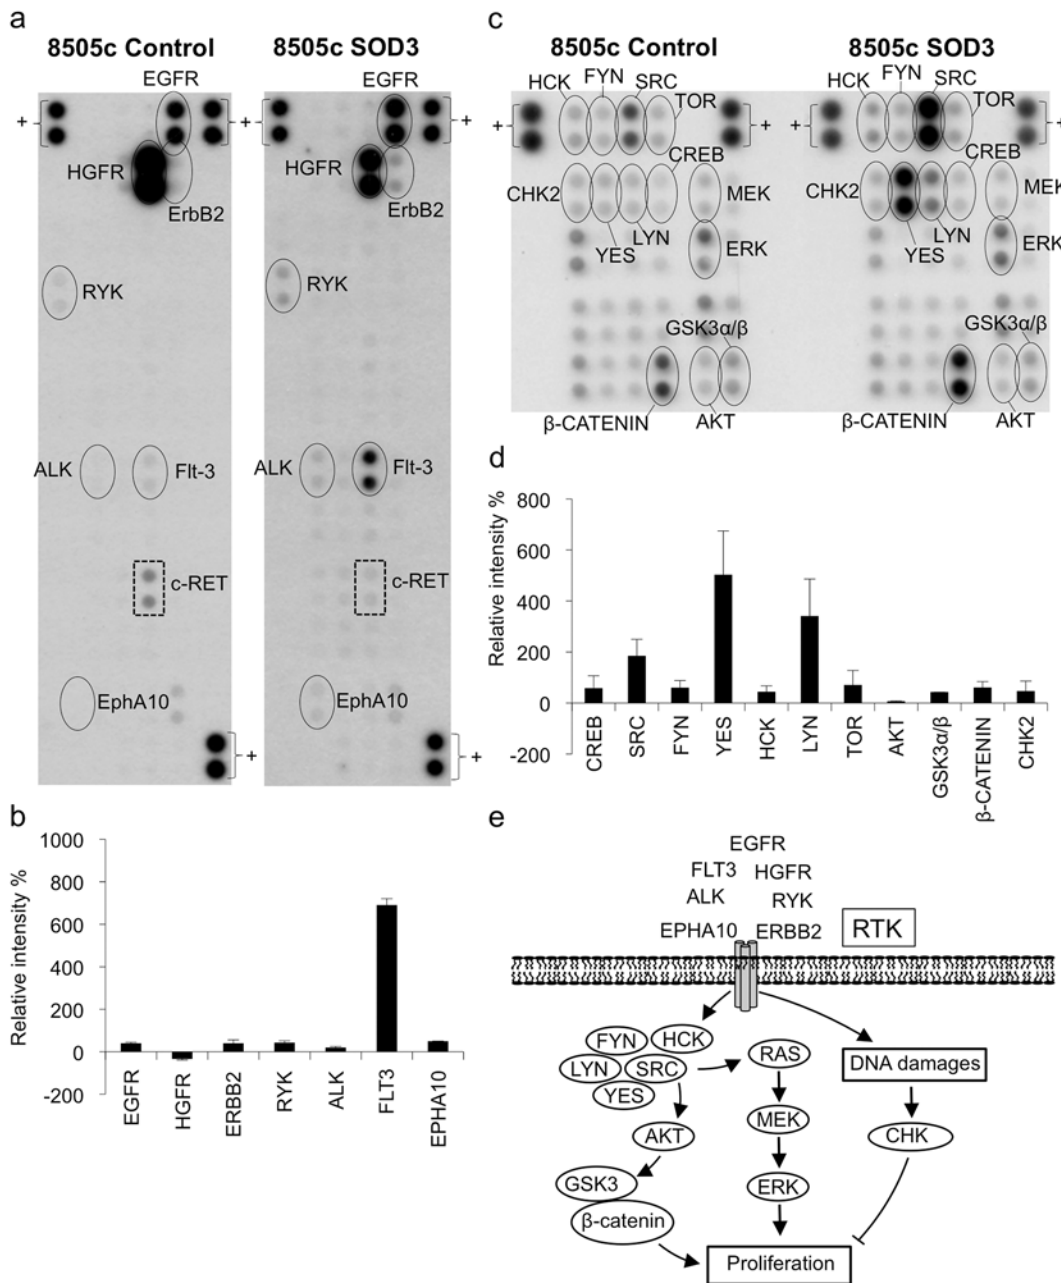 a
8505c Control
8505c SOD3
EGFR
EGFR
+
+
+
HGFR
HGFR
ErbB2
ErbB2
RYK
RYK
ALK
Flt-3
ALK
Flt-3
c-RET
c-RET
EphA10
EphA10
+
+
b
Relative intensity %
1000
800
600
400
200
0
-200
EGFR
HGFR
ERBB2
RYK
ALK
FLT3
EPHA10
c
8505c Control
8505c SOD3
HCK
FYN
SRC
TOR
HCK
FYN
SRC
TOR
+
+
+
+
CREB
CREB
CHK2
MEK
CHK2
MEK
YES
LYN
ERK
YES
LYN
ERK
GSK3α/β
GSK3α/β
β-CATENIN
AKT
β-CATENIN
AKT
d
Relative intensity %
800
600
400
200
0
-200
CREB
SRC
FYN
YES
HCK
LYN
TOR
AKT
GSK3α/β
β-CATENIN
CHK2
e
EGFR
FLT3
HGFR
ALK
RYK
EPHA10
ERBB2
RTK
FYN
HCK
LYN
SRC
YES
RAS
DNA damages
AKT
MEK
CHK
GSK3
β-catenin
ERK
Proliferation